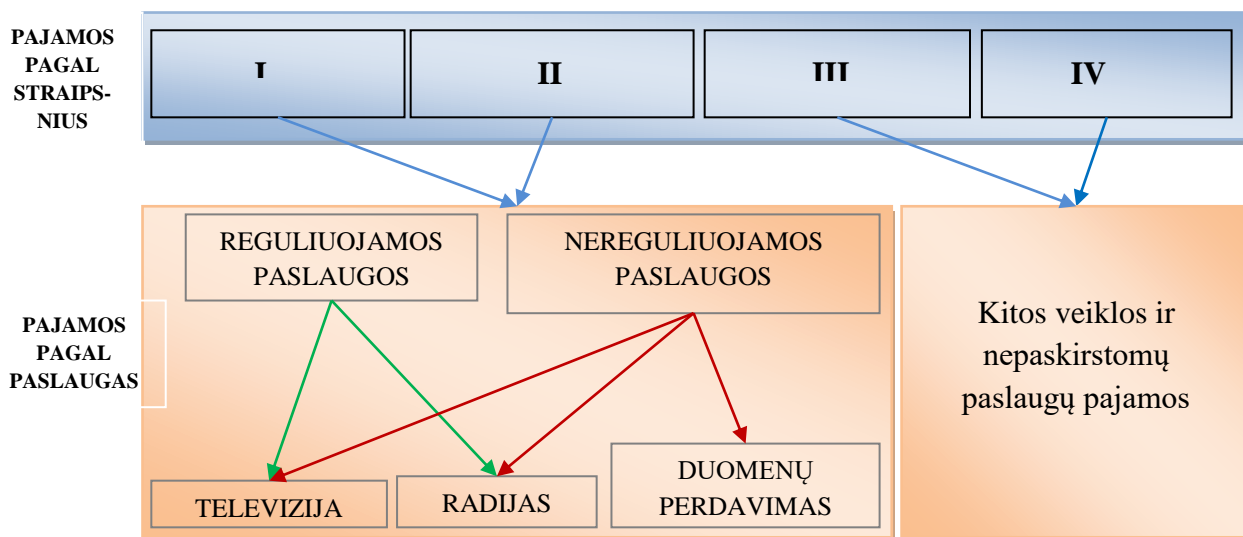 PAJAMOS
PAGAL
STRAIPS-
NIUS
I
II
III
IV
REGULIUOJAMOS
PASLAUGOS
NEREGULIUOJAMOS
PASLAUGOS
PAJAMOS
PAGAL
PASLAUGAS
Kitos veiklos ir
nepaskirstomų
paslaugų pajamos
TELEVIZIJA
RADIJAS
DUOMENŲ
PERDAVIMAS